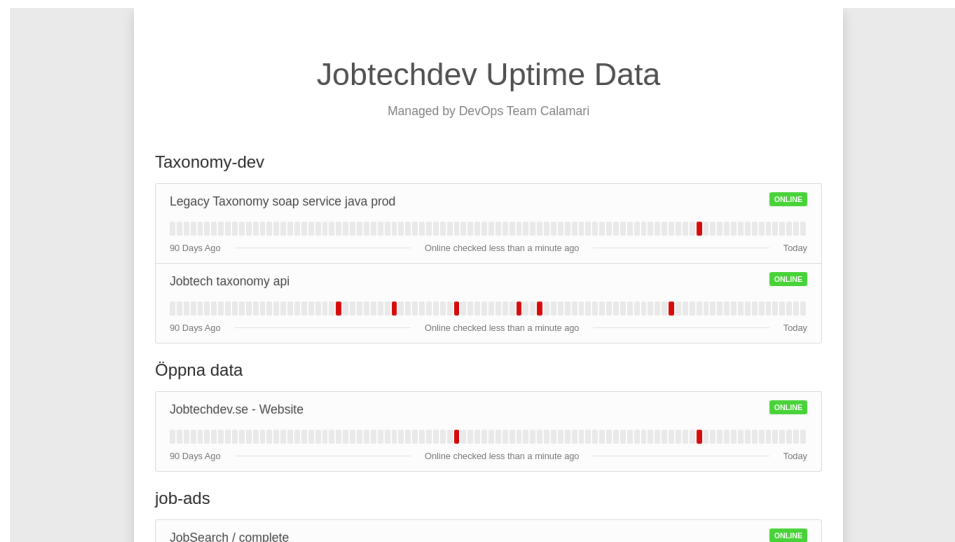 Jobtechdev Uptime Data
Managed by DevOps Team Calamari
Taxonomy-dev
Legacy Taxonomy soap service java prod
ONLINE
90 Days Ago
Online checked less than a minute ago
Today
Jobtech taxonomy api
ONLINE
90 Days Ago
Online checked less than a minute ago
Today
Öppna data
Jobtechdev.se - Website
ONLINE
90 Days Ago
Online checked less than a minute ago
Today
job-ads
JobSearch / complete
ONLINE